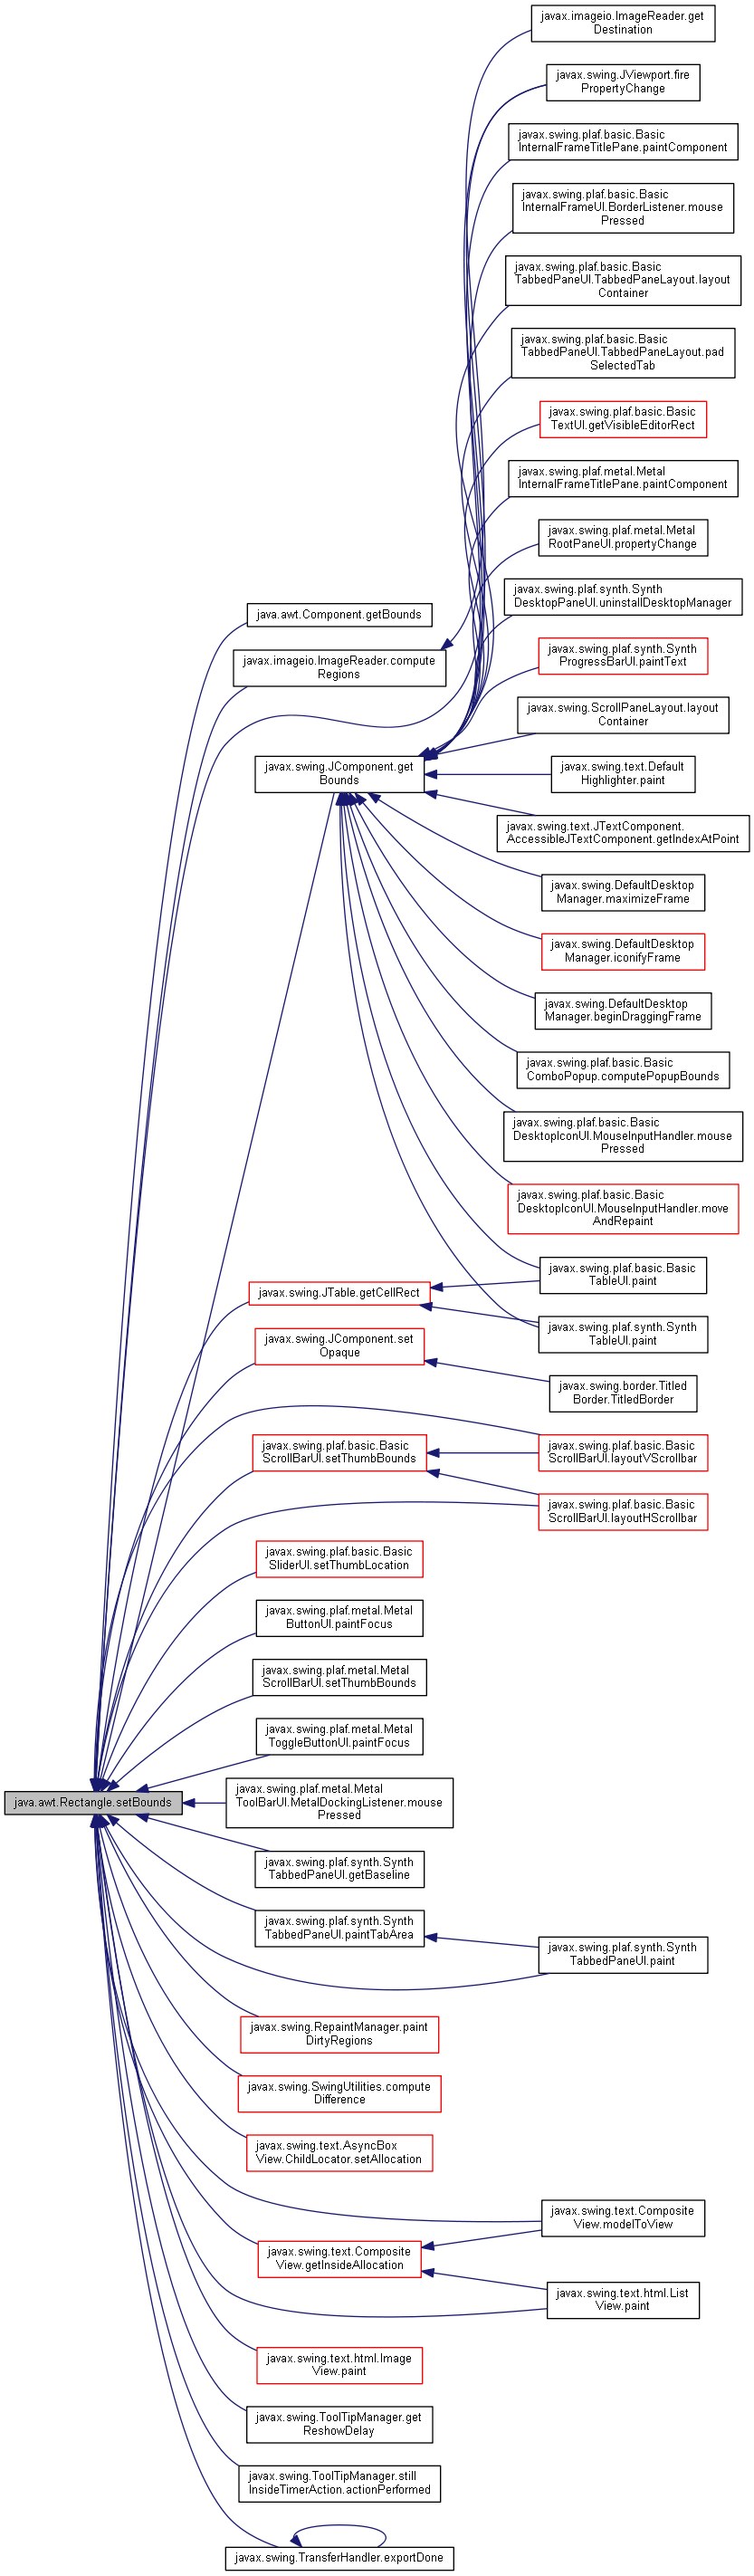 javax.imageio.ImageReader.get
Destination
javax.swing.JViewport.fire
PropertyChange
javax.swing.plaf.basic.Basic
InternalFrameTitlePane.paintComponent
javax.swing.plaf.basic.Basic
InternalFrameUI.BorderListener.mouse
Pressed
javax.swing.plaf.basic.Basic
TabbedPaneUI.TabbedPaneLayout.layout
Container
javax.swing.plaf.basic.Basic
TabbedPaneUI.TabbedPaneLayout.pad
SelectedTab
javax.swing.plaf.basic.Basic
TextUI.getVisibleEditorRect
javax.swing.plaf.metal.Metal
InternalFrameTitlePane.paintComponent
javax.swing.plaf.metal.Metal
RootPaneUI.propertyChange
javax.swing.plaf.synth.Synth
DesktopPaneUI.uninstallDesktopManager
java.awt.Component.getBounds
javax.imageio.ImageReader.compute
Regions
javax.swing.plaf.synth.Synth
ProgressBarUI.paintText
javax.swing.ScrollPaneLayout.layout
Container
javax.swing.JComponent.get
Bounds
javax.swing.text.Default
Highlighter.paint
javax.swing.text.JTextComponent.
AccessibleJTextComponent.getIndexAtPoint
javax.swing.DefaultDesktop
Manager.maximizeFrame
javax.swing.DefaultDesktop
Manager.iconifyFrame
javax.swing.DefaultDesktop
Manager.beginDraggingFrame
javax.swing.plaf.basic.Basic
ComboPopup.computePopupBounds
javax.swing.plaf.basic.Basic
DesktopIconUI.MouseInputHandler.mouse
Pressed
javax.swing.plaf.basic.Basic
DesktopIconUI.MouseInputHandler.move
AndRepaint
javax.swing.plaf.basic.Basic
TableUI.paint
javax.swing.JTable.getCellRect
javax.swing.plaf.synth.Synth
TableUI.paint
javax.swing.JComponent.set
Opaque
javax.swing.border.Titled
Border.TitledBorder
javax.swing.plaf.basic.Basic
ScrollBarUI.setThumbBounds
javax.swing.plaf.basic.Basic
ScrollBarUI.layoutVScrollbar
javax.swing.plaf.basic.Basic
ScrollBarUI.layoutHScrollbar
javax.swing.plaf.basic.Basic
SliderUI.setThumbLocation
javax.swing.plaf.metal.Metal
ButtonUI.paintFocus
javax.swing.plaf.metal.Metal
ScrollBarUI.setThumbBounds
javax.swing.plaf.metal.Metal
ToggleButtonUI.paintFocus
java.awt.Rectangle.setBounds
javax.swing.plaf.metal.Metal
ToolBarUI.MetalDockingListener.mouse
Pressed
javax.swing.plaf.synth.Synth
TabbedPaneUI.getBaseline
javax.swing.plaf.synth.Synth
TabbedPaneUI.paintTabArea
javax.swing.plaf.synth.Synth
TabbedPaneUI.paint
javax.swing.RepaintManager.paint
DirtyRegions
javax.swing.SwingUtilities.compute
Difference
javax.swing.text.AsyncBox
View.ChildLocator.setAllocation
javax.swing.text.Composite
View.modelToView
javax.swing.text.Composite
View.getInsideAllocation
javax.swing.text.html.List
View.paint
javax.swing.text.html.Image
View.paint
javax.swing.ToolTipManager.get
ReshowDelay
javax.swing.ToolTipManager.still
InsideTimerAction.actionPerformed
javax.swing.TransferHandler.exportDone